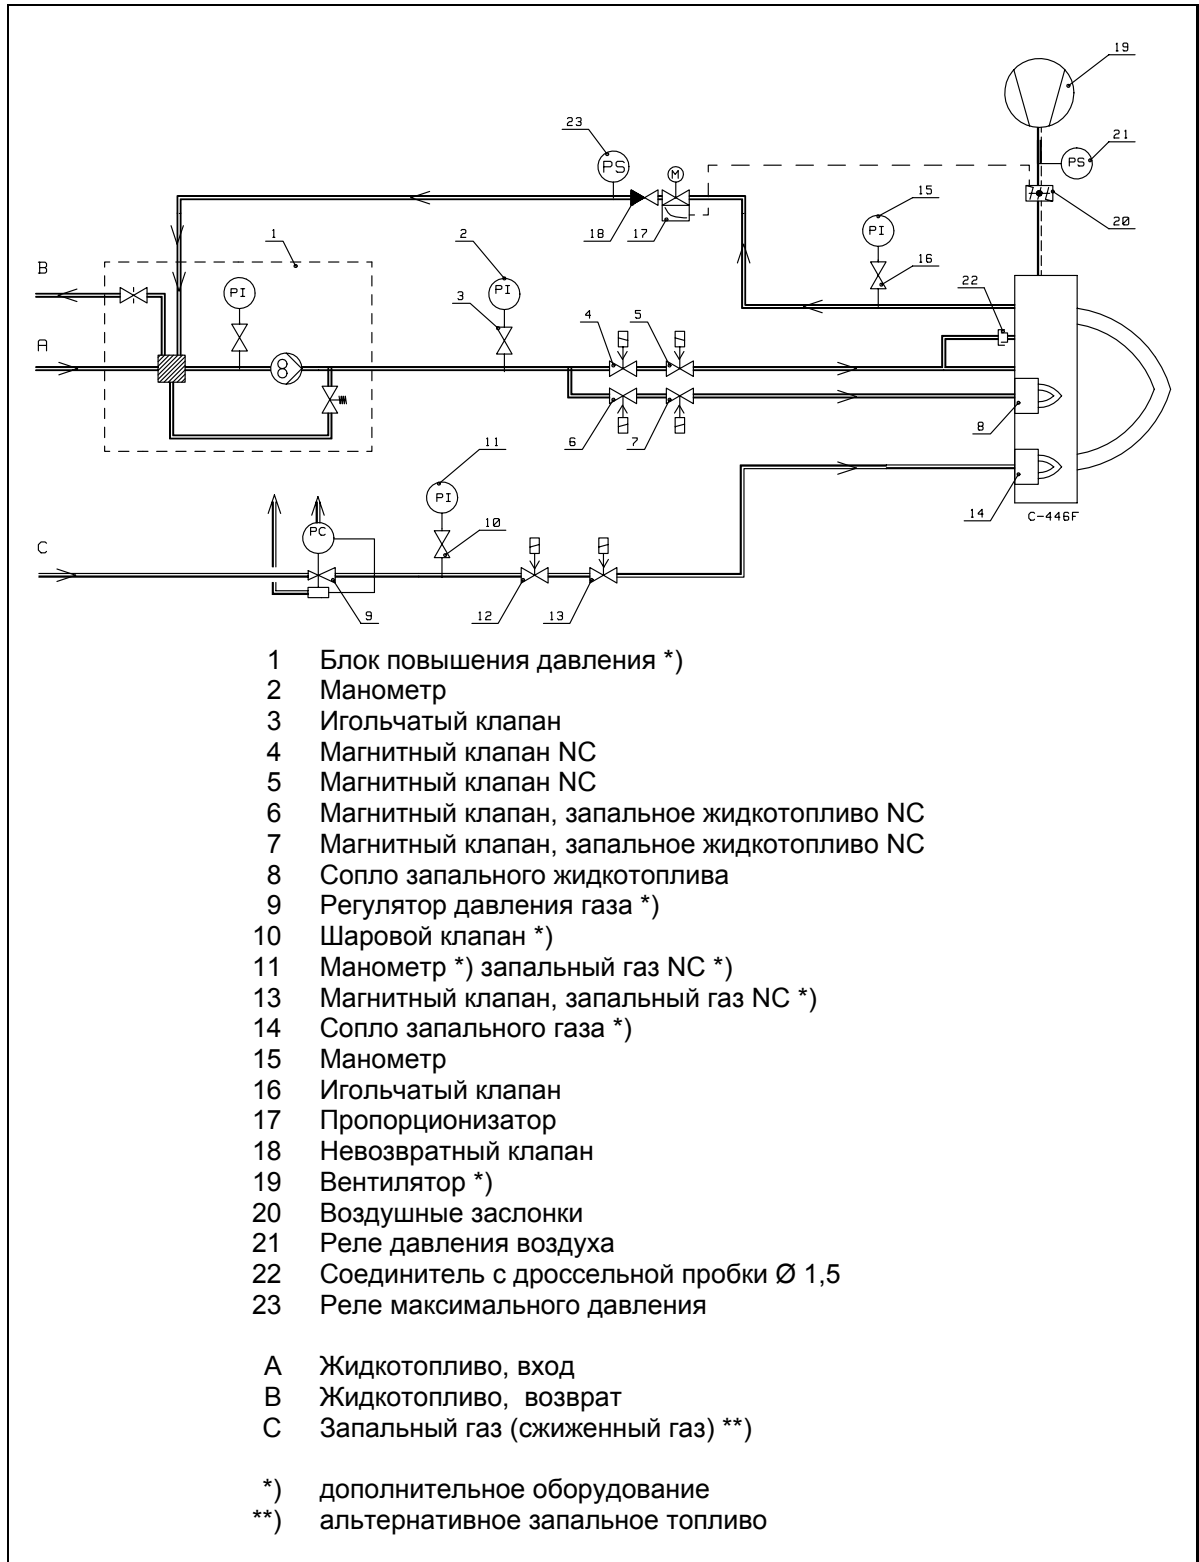 19
23
PS
M
21
PS
15
PI
18
17
20
1
2
B
PI
PI
3
16
22
4
5
A
8
6
7
8
11
PI
14
C-446F
10
PC
C
9
12
13
1 Блок повышения давления *)
2 Манометр
3 Игольчатый клапан
4 Магнитный клапан NC
5 Магнитный клапан NC
6 Магнитный клапан, запальное жидкотопливо NC
7 Магнитный клапан, запальное жидкотопливо NC
8 Сопло запального жидкотоплива
9 Регулятор давления газа *)
10 Шаровой клапан *)
11 Манометр *) запальный газ NC *)
13 Магнитный клапан, запальный газ NC *)
14 Сопло запального газа *)
15 Манометр
16 Игольчатый клапан
17 Пропорционизатор
18 Невозвратный клапан
19 Вентилятор *)
20 Воздушные заслонки
21 Реле давления воздуха
22 Соединитель с дроссельной пробки Ø 1,5
23 Реле максимального давления
A Жидкотопливо, вход
B Жидкотопливо, возврат
C Запальный газ (сжиженный газ) **)
*) дополнительное оборудование
**) альтернативное запальное топливо